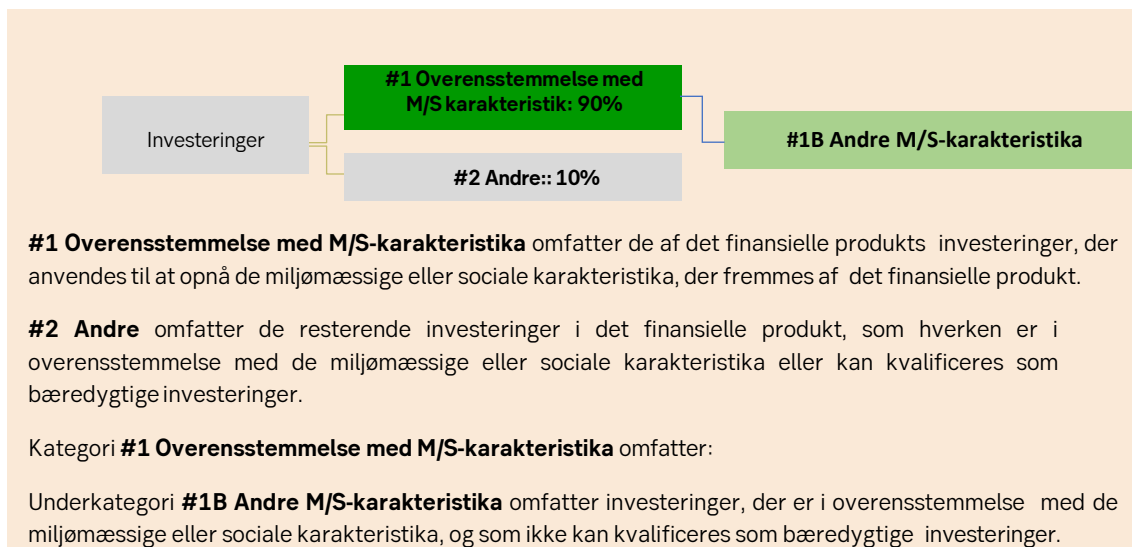 #1 Overensstemmelse med
M/S karakteristik: 90%
Investeringer
#1B Andre M/S-karakteristika
#2 Andre:: 10%
#1 Overensstemmelse med M/S-karakteristika omfatter de af det finansielle produkts investeringer, der
anvendes til at opnå de miljømæssige eller sociale karakteristika, der fremmes af det finansielle produkt.
#2 Andre omfatter de resterende investeringer i det finansielle produkt, som hverken er i
overensstemmelse med de miljømæssige eller sociale karakteristika eller kan kvalificeres som
bæredygtige investeringer.
Kategori #1 Overensstemmelse med M/S-karakteristika omfatter:
Underkategori #1B Andre M/S-karakteristika omfatter investeringer, der er i overensstemmelse med de
miljømæssige eller sociale karakteristika, og som ikke kan kvalificeres som bæredygtige investeringer.